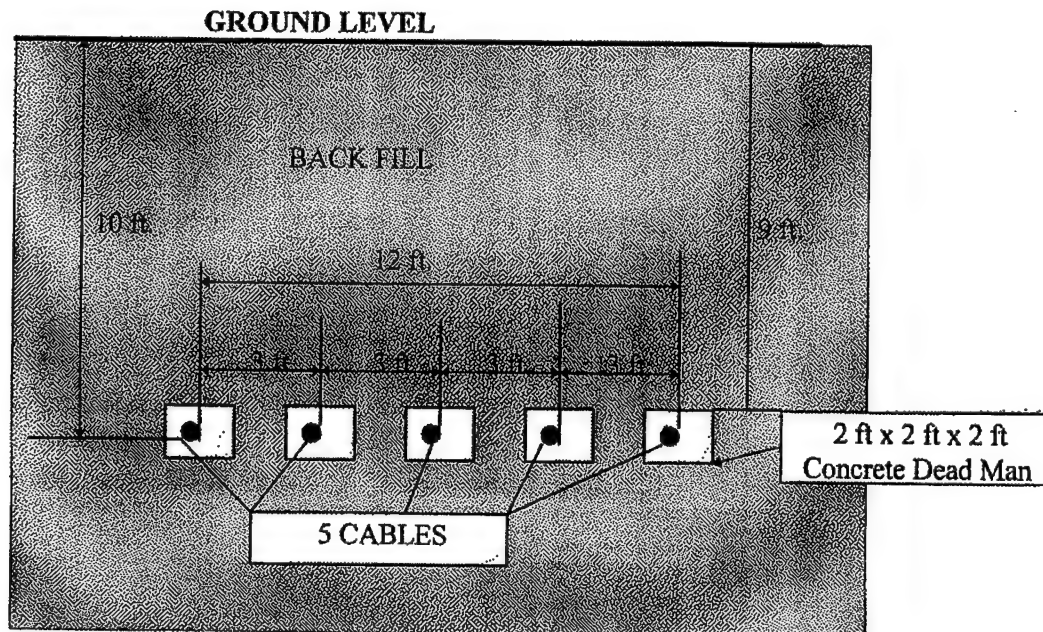 GROUND LEVEL
BACK FILL
10 ft.
9 ft.
12 ft.
3 ft.
3 ft.
3 ft.
3 ft.
2 ft x 2 ft x 2 ft
Concrete Dead Man
5 CABLES